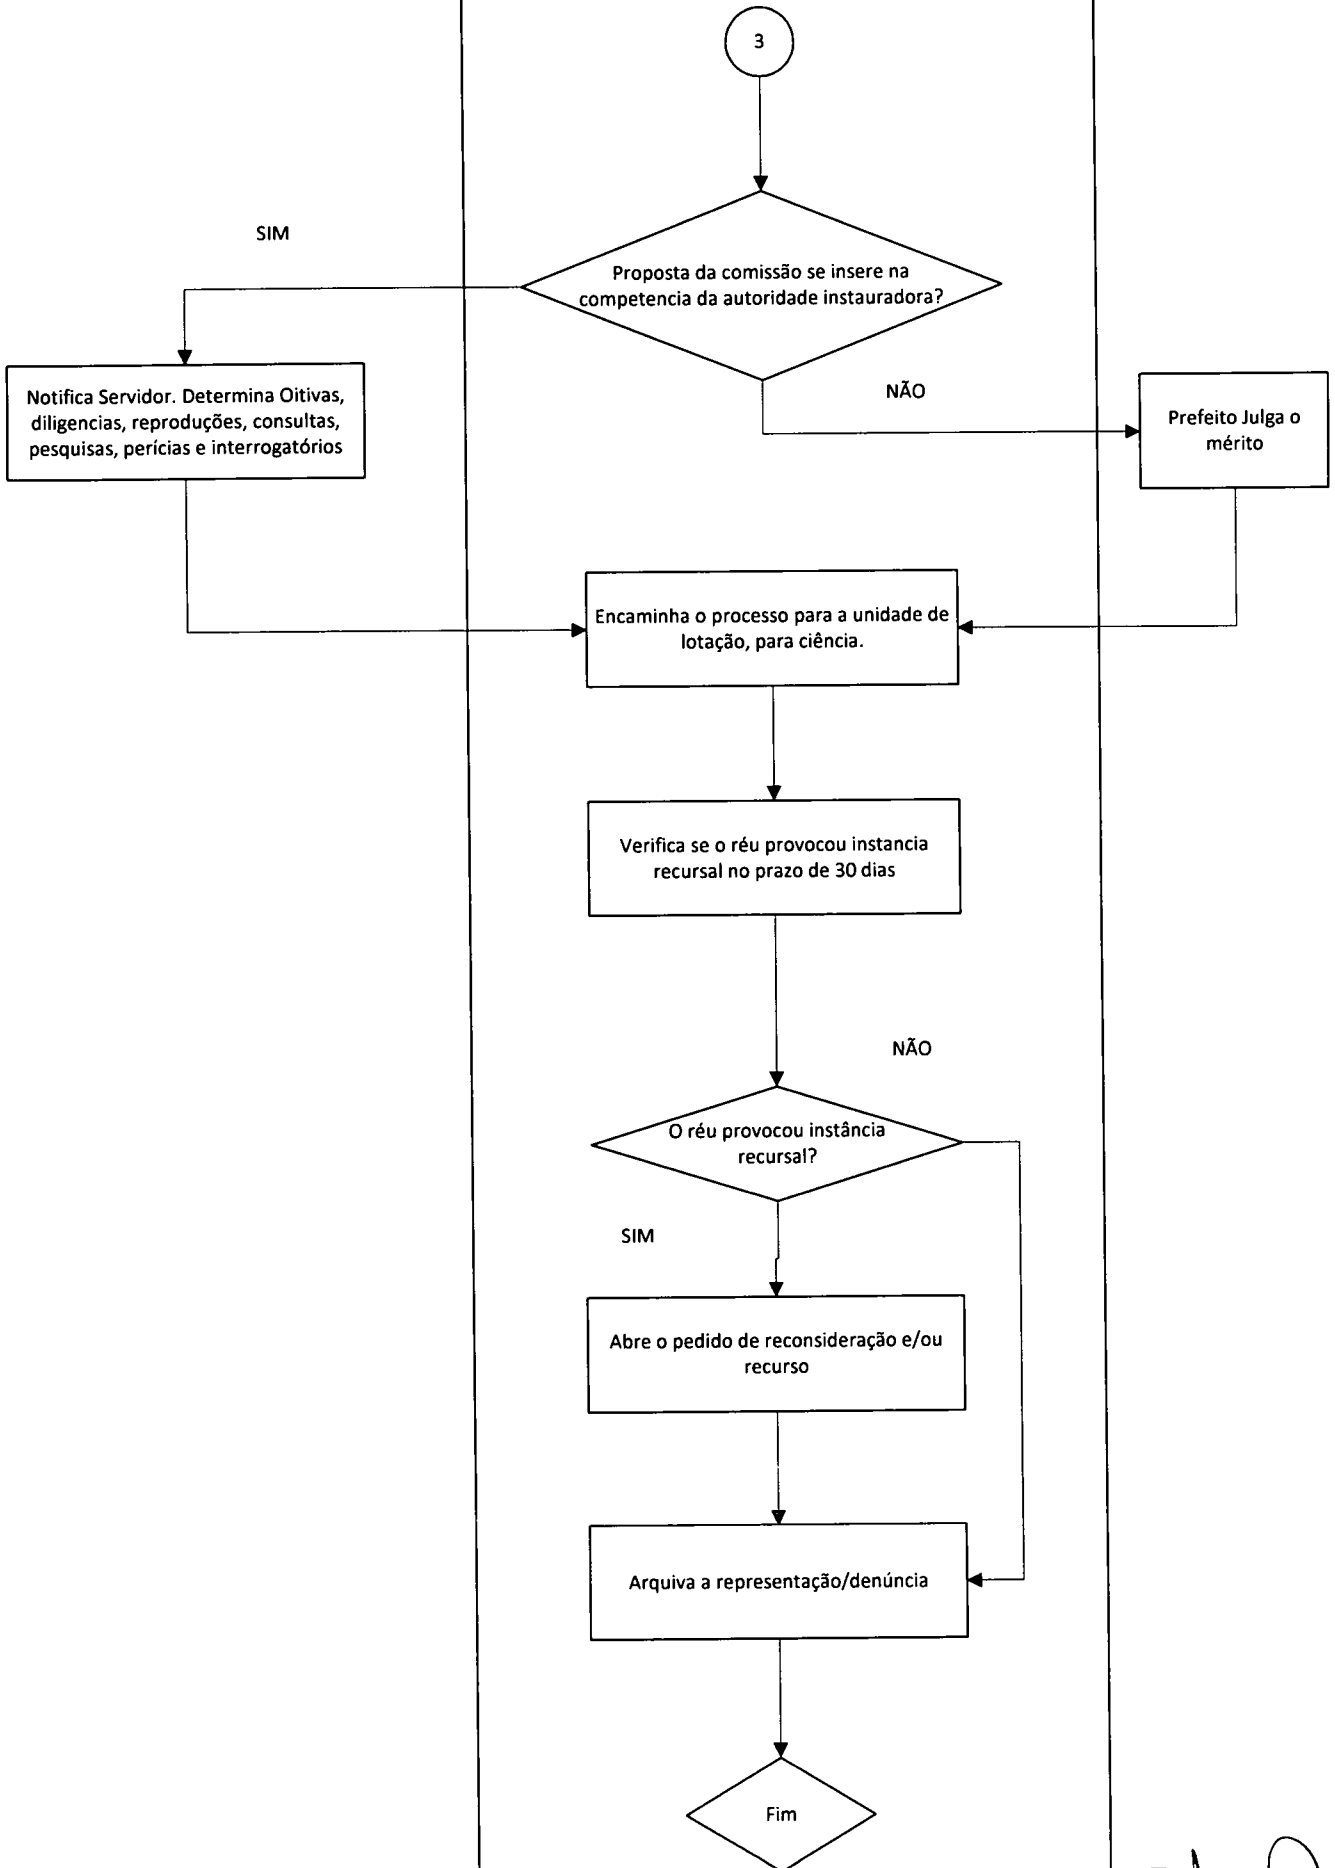 3
SIM
Proposta da comissão se insere na
competencia da autoridade instauradora?
NÃO
Notifica Servidor. Determina Oitivas,
diligencias, reproduções, consultas,
pesquisas, perícias e interrogatórios
Prefeito Julga o
mérito
Encaminha o processo para a unidade de
lotação, para ciência.
Verifica se o réu provocou instancia
recursal no prazo de 30 dias
NÃO
O réu provocou instância
recursal?
SIM
Abre o pedido de reconsideração e/ou
recurso
Arquiva a representação/denúncia
Fim